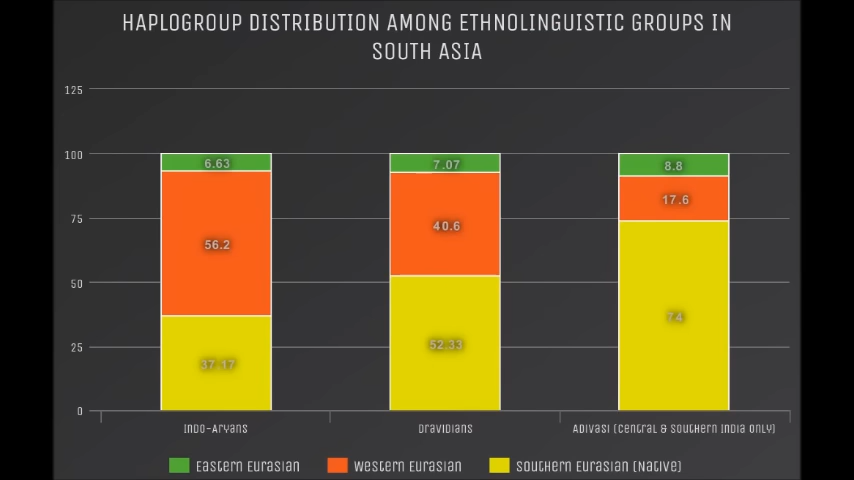 HAPLOGROUP DISTRIBUTION AMONG ETHNOLINGUISTIC GROUPS IN
SOUTH ASIA
125
100
75
50
25
0
6.63
56.2
37.17
7.07
40.6
52.33
8.8
17.6
74
Indo-Aryans
Dravidians
Adivasi (Central & Southern India Only)
Eastern Eurasian
Western Eurasian
Southern Eurasian (Native)